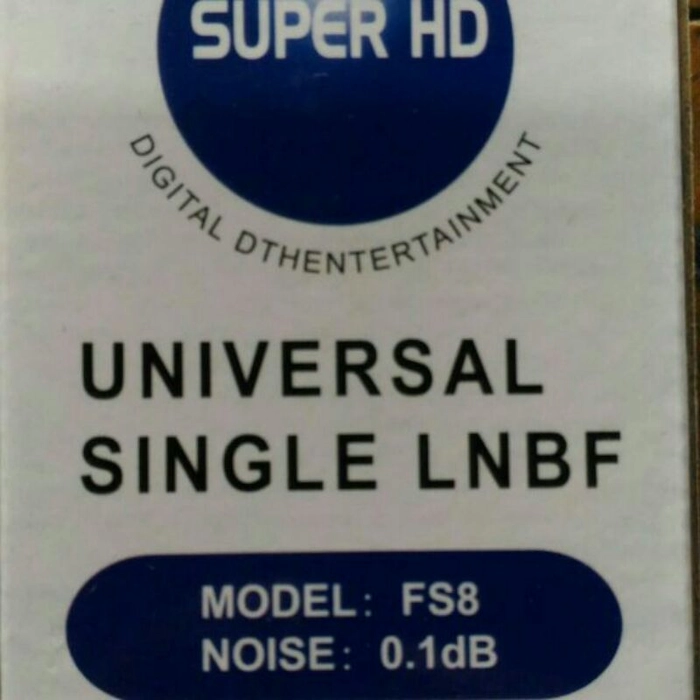 SUPER HD
DIGITAL DTHENTERTAINMENT
UNIVERSAL
SINGLE LNBF
MODEL: FS8
NOISE: 0.1dB